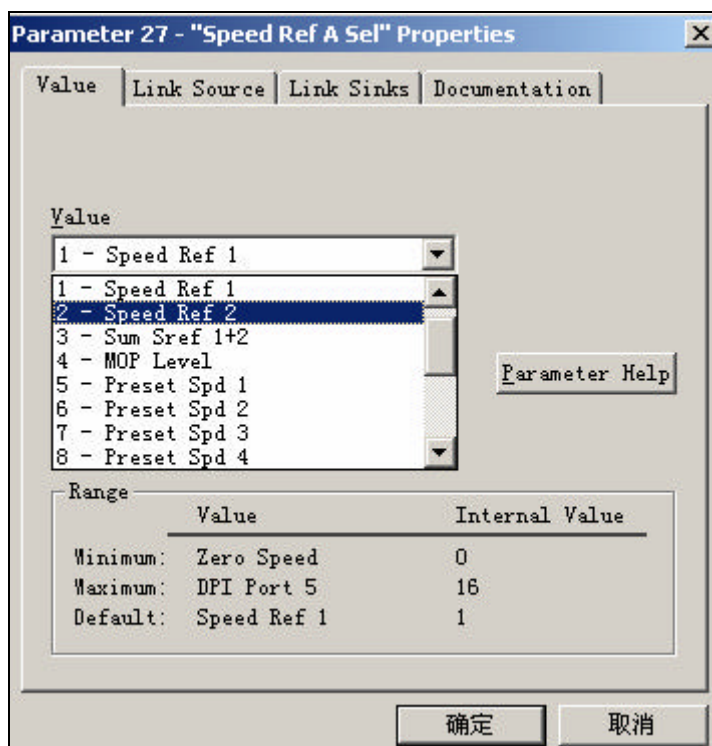 Parameter 27 - "Speed Ref A Sel" Properties
Value Link Source Link Sinks Documentation
Value
1 - Speed Ref 1
1 - Speed Ref 1
2 - Speed Ref 2
3 - Sum Sref 1+2
4 - MOP Level
5 - Preset Spd 1
6 - Preset Spd 2
7 - Preset Spd 3
8 - Preset Spd 4
Parameter Help
Range
Value Internal Value
Minimum: Zero Speed 0
Maximum: DPI Port 5 16
Default: Speed Ref 1 1
确定 取消